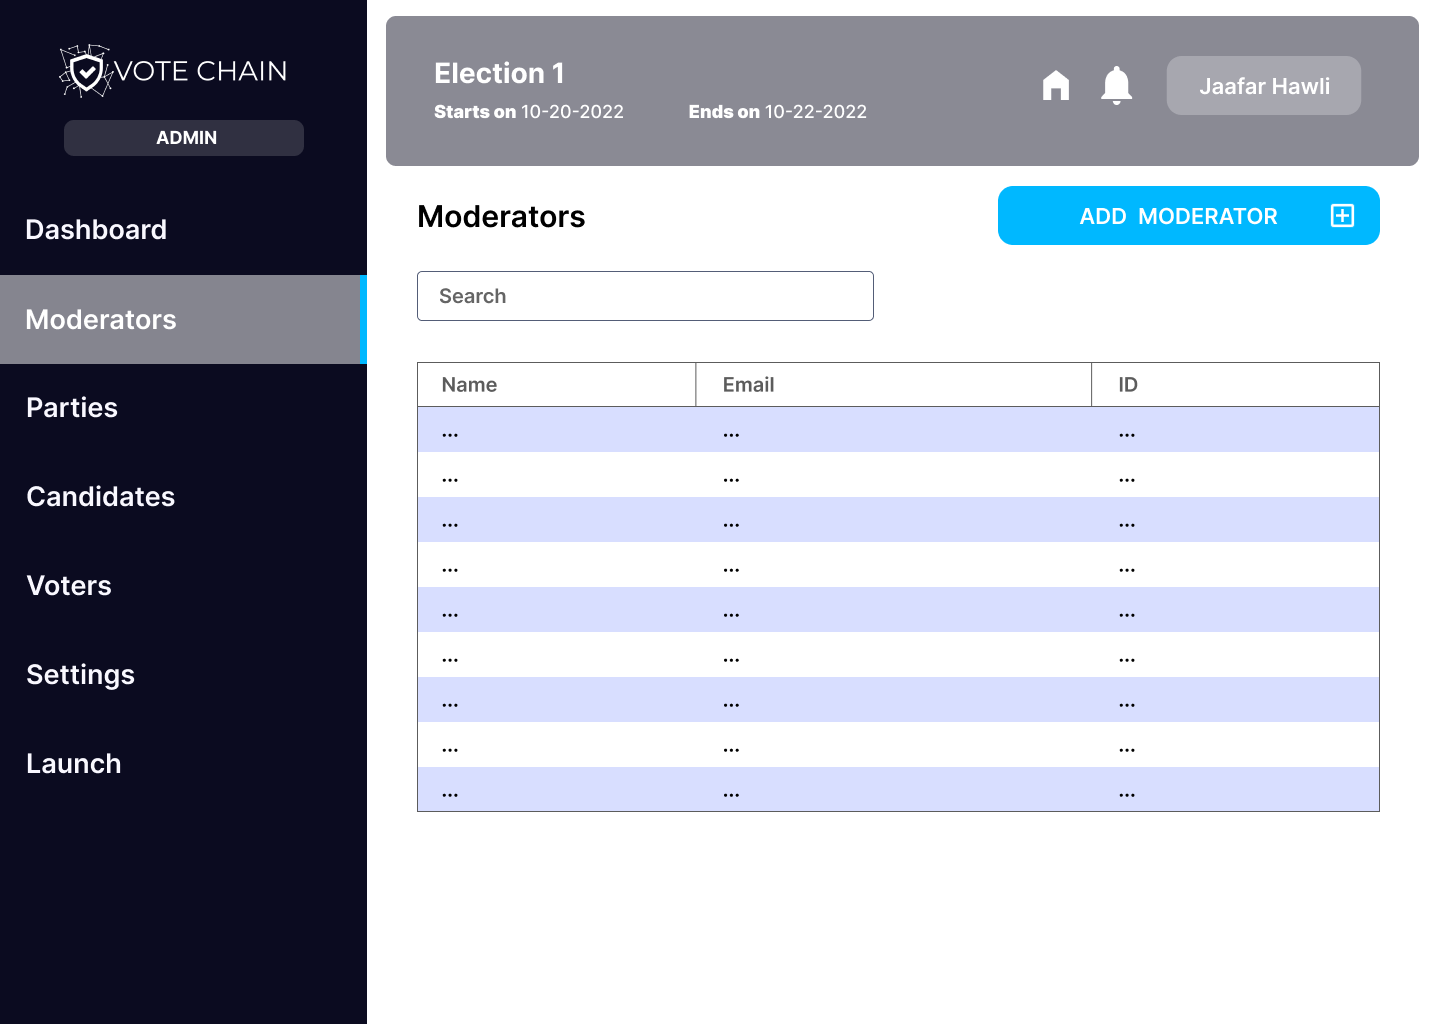 VOTE CHAIN
ADMIN
Dashboard
Moderators
Parties
Candidates
Voters
Settings
Launch
Election 1
Starts on 10-20-2022 Ends on 10-22-2022
Jaafar Hawli
Moderators
ADD MODERATOR
Search
Name Email ID
... ... ...
... ... ...
... ... ...
... ... ...
... ... ...
... ... ...
... ... ...
... ... ...
... ... ...